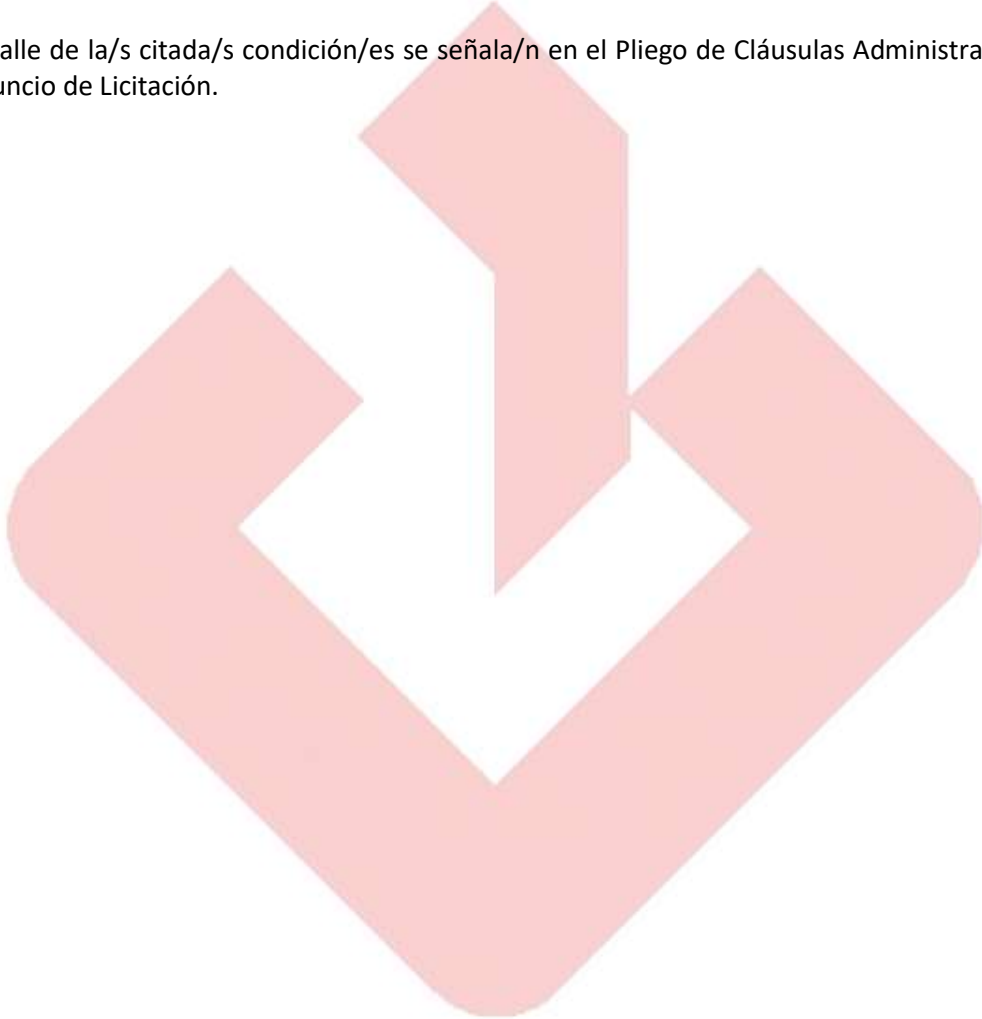 alle de la/s citada/s condición/es se señala/n en el Pliego de Cláusulas Administra
uncio de Licitación.